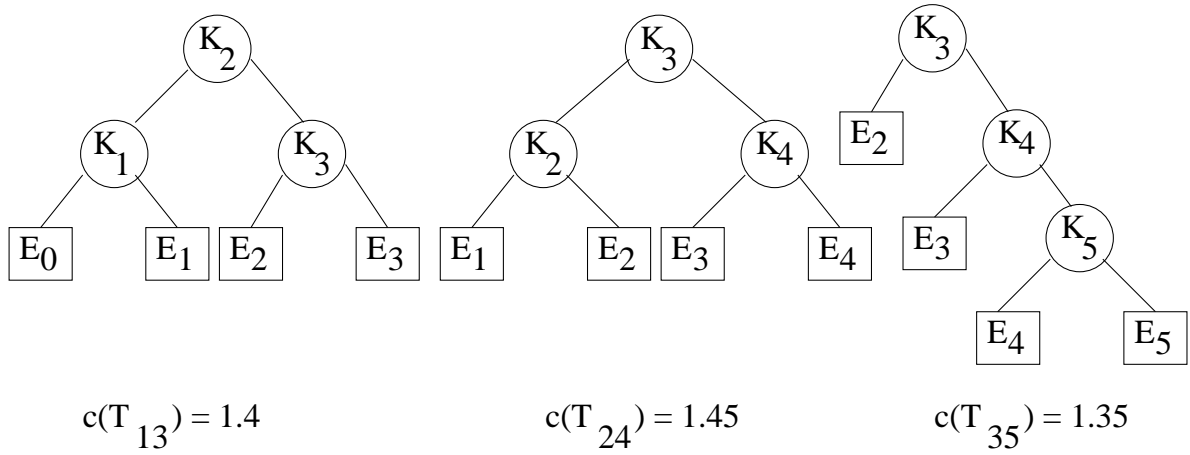 K2
K1 K3
E0 E1 E2 E3
c(T13) = 1.4
K3
K2 K4
E1 E2 E3 E4
c(T24) = 1.45
K3
E2 K4
E3 K5
E4 E5
c(T35) = 1.35